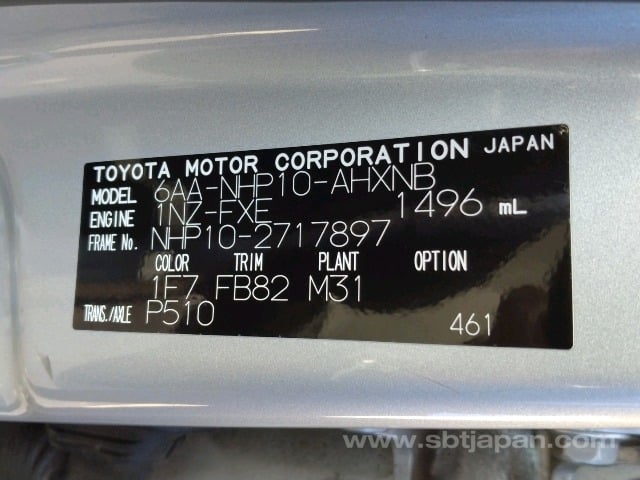 TOYOTA MOTOR CORPORATION JAPAN
MODEL 6AA-NHP10-AHXNB
ENGINE 1NZ-FXE 1496 mL
FRAME No. NHP10-2717897
COLOR TRIM PLANT OPTION
1F7 FB82 M31
TRANS./AXLE P510 461
www.sbtjapan.com